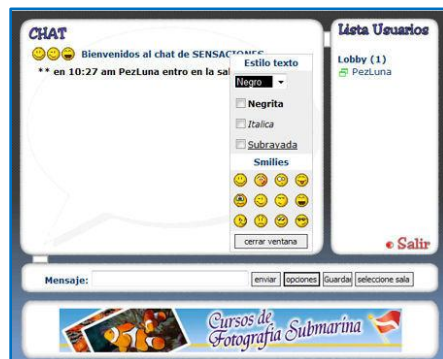 CHAT
Bienvenidos al chat de SENSACIONES
** en 10:27 am PezLuna entro en la sal
Estilo texto
Negro
Negrita
Italica
Subrayada
Smilies
cerrar ventana
Lista Usuarios
Lobby (1)
PezLuna
Salir
Mensaje:
enviar
opciones
Guardar
seleccione sala
Cursos de
Fotografía Submarina